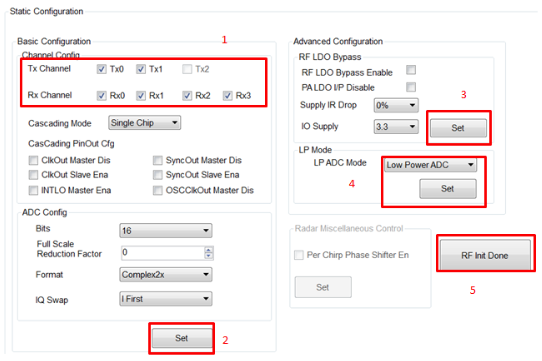 Static Configuration
Basic Configuration
1
Channel Config
Tx Channel Tx0 Tx1 Tx2
Rx Channel Rx0 Rx1 Rx2 Rx3
Cascading Mode Single Chip
CasCading PinOut Cfg
ClkOut Master Dis SyncOut Master Dis
ClkOut Slave Ena SyncOut Slave Ena
INTLO Master Ena OSCClkOut Master Dis
ADC Config
Bits 16
Full Scale
Reduction Factor 0
Format Complex2x
IQ Swap I First
Set 2
Advanced Configuration
RF LDO Bypass
RF LDO Bypass Enable
PA LDO I/P Disable
3
Supply IR Drop 0%
IO Supply 3.3 Set
LP Mode
LP ADC Mode Low Power ADC
4 Set
Radar Miscellaneous Control
Per Chirp Phase Shifter En
Set
RF Init Done
5